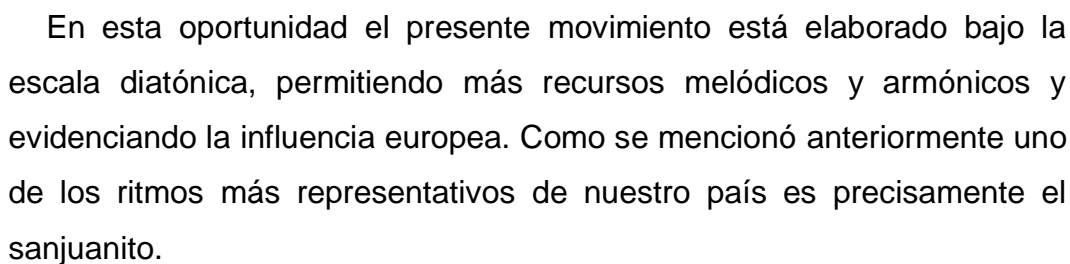 En esta oportunidad el presente movimiento está elaborado bajo la
escala diatónica, permitiendo más recursos melódicos y armónicos y
evidenciando la influencia europea. Como se mencionó anteriormente uno
de los ritmos más representativos de nuestro país es precisamente el
sanjuanito.